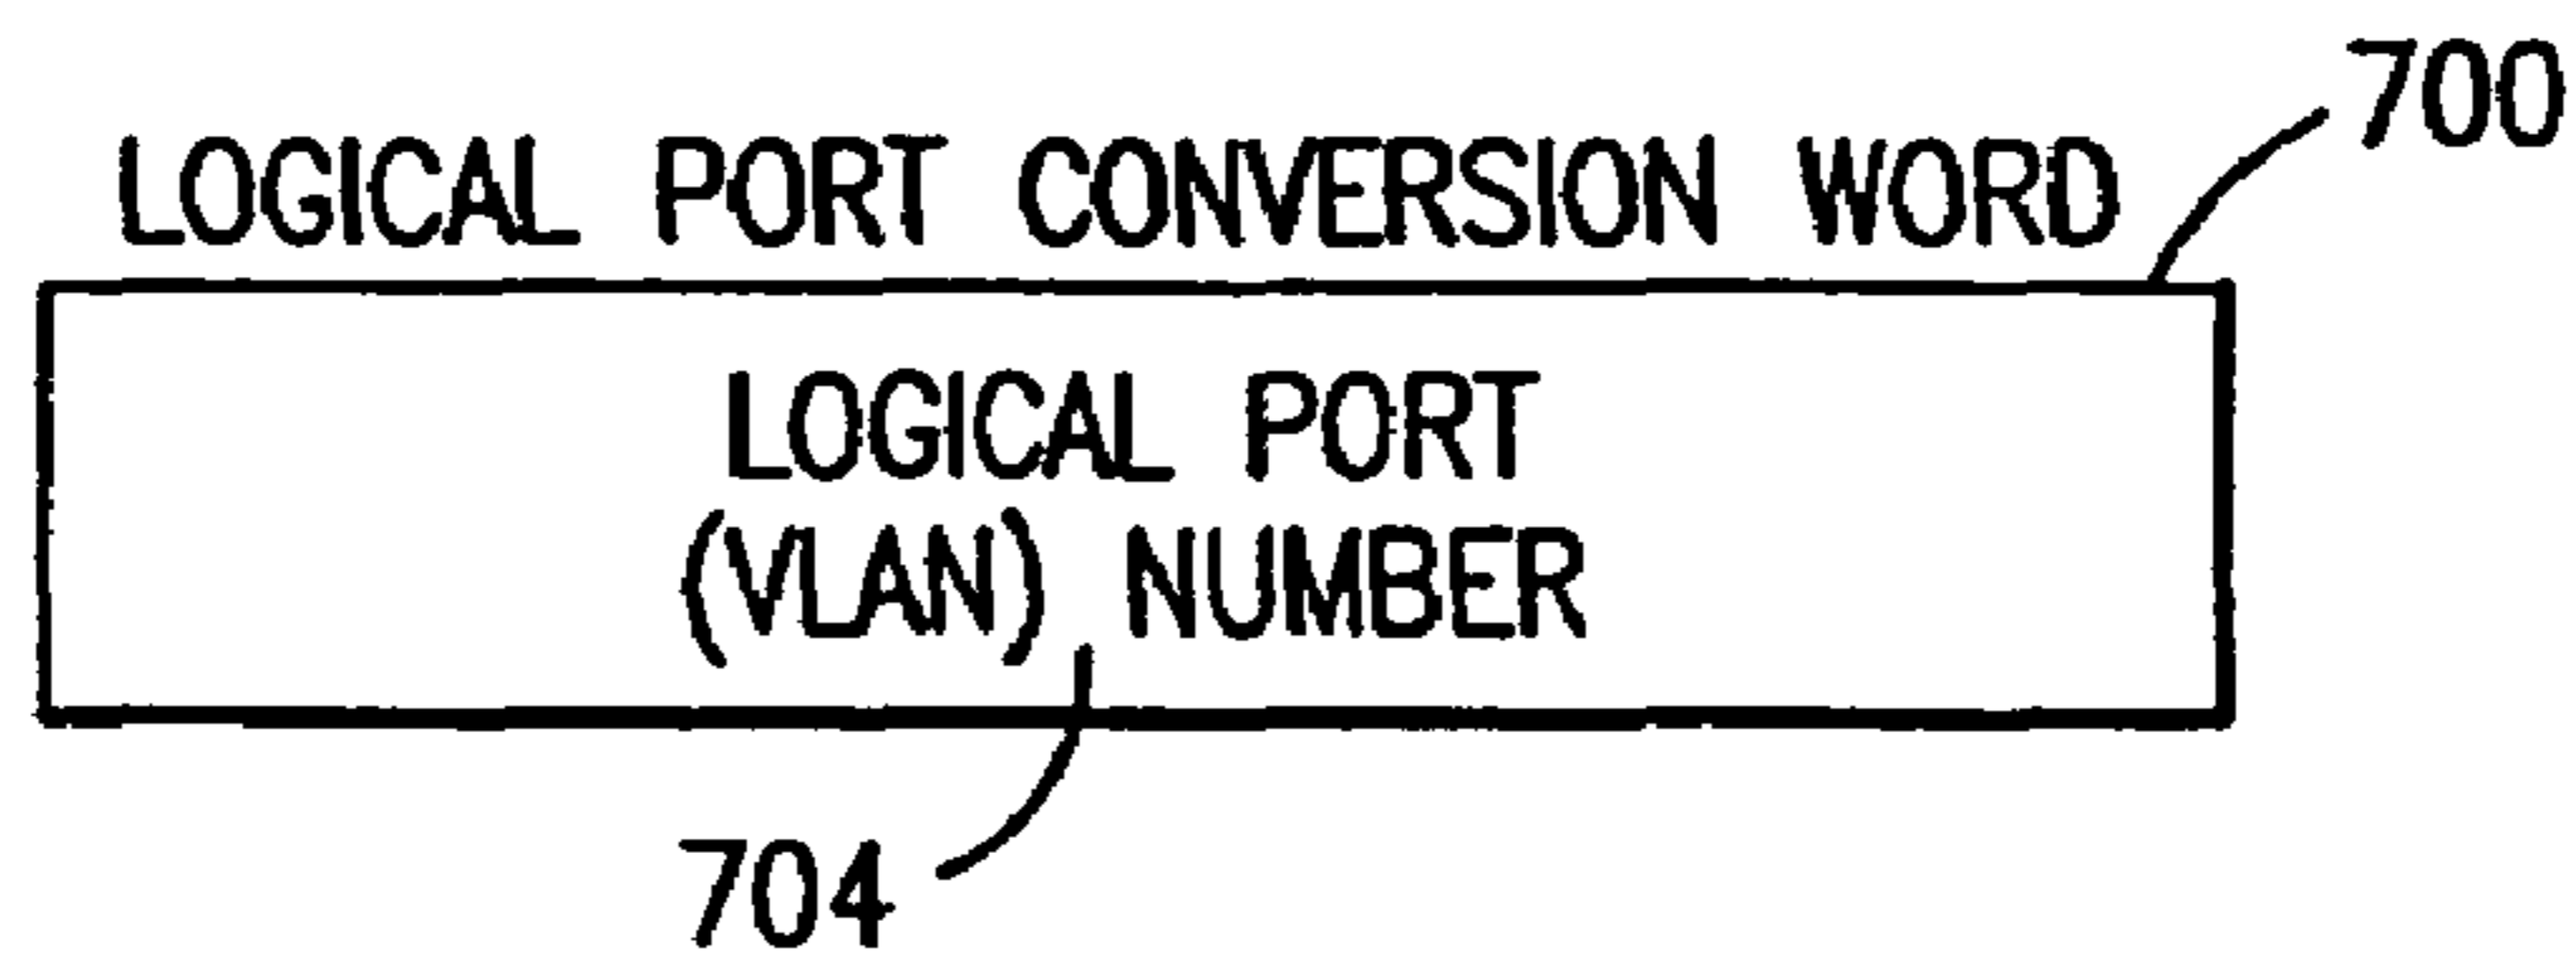 700
LOGICAL PORT CONVERSION WORD
LOGICAL PORT
(VLAN) NUMBER
704